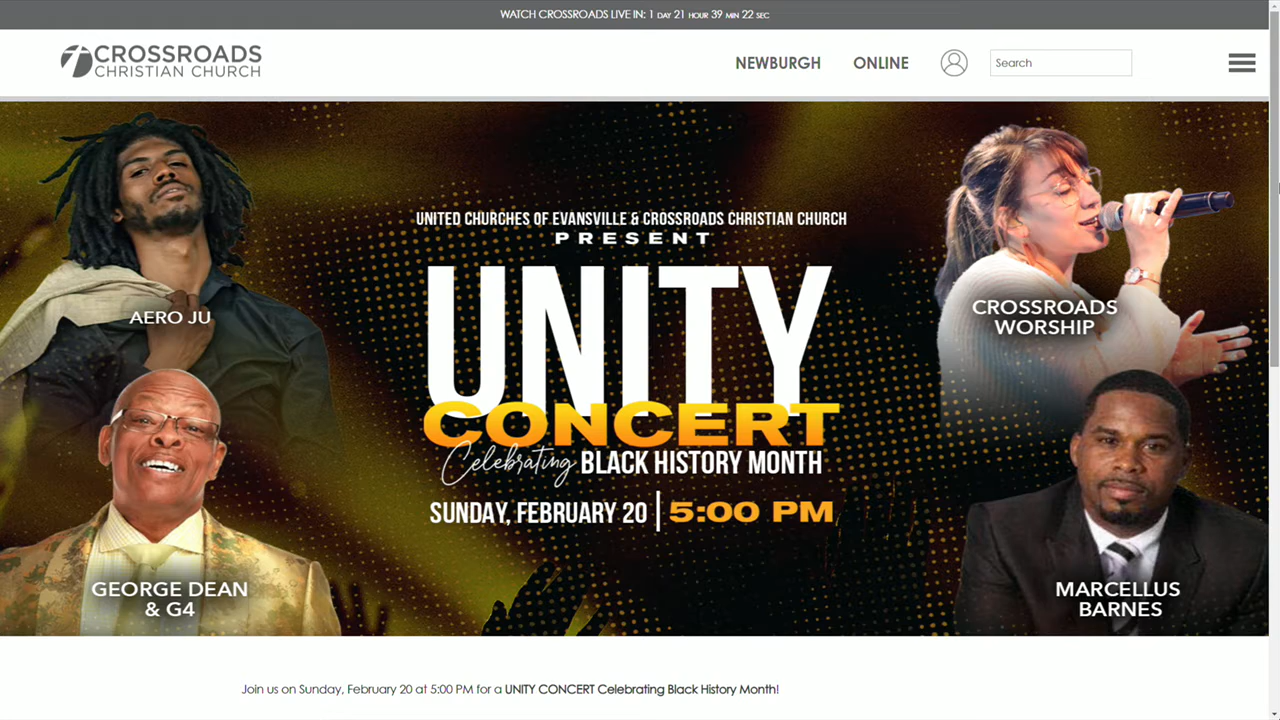 WATCH CROSSROADS LIVE IN: 1 DAY 21 HOUR 39 MIN 22 SEC
CROSSROADS
CHRISTIAN CHURCH
NEWBURGH
ONLINE
Search
UNITED CHURCHES OF EVANSVILLE & CROSSROADS CHRISTIAN CHURCH
PRESENT
UNITY
CONCERT
Celebrating BLACK HISTORY MONTH
SUNDAY, FEBRUARY 20 | 5:00 PM
AERO JU
CROSSROADS
WORSHIP
GEORGE DEAN
& G4
MARCELLUS
BARNES
Join us on Sunday, February 20 at 5:00 PM for a UNITY CONCERT Celebrating Black History Month!